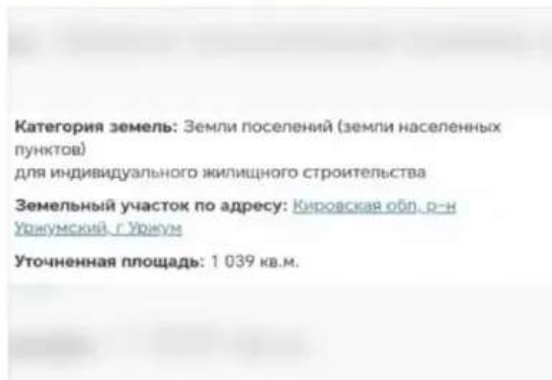 Категория земель: Земли поселений (земли населенных
пунктов)
для индивидуального жилищного строительства
Земельный участок по адресу: Кировская обл, р-н
Уржумский, г Уржум
Уточненная площадь: 1 039 кв.м.